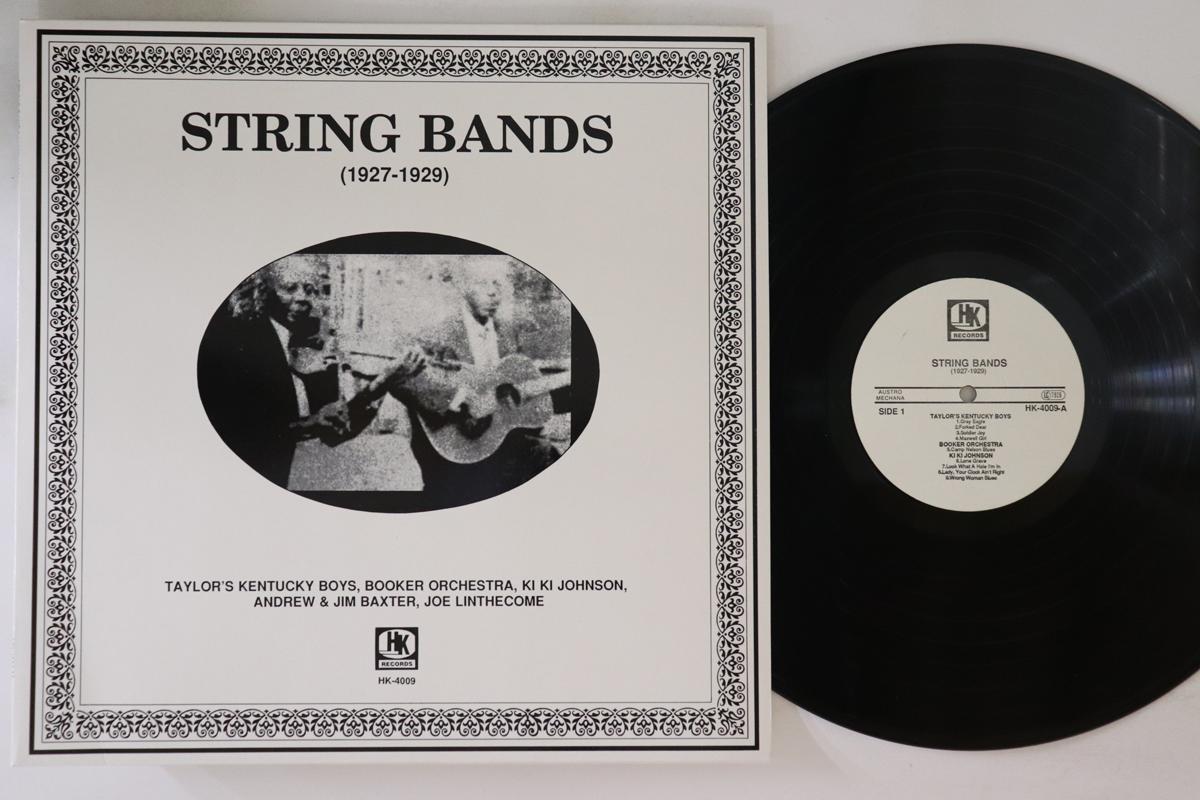 STRING BANDS
(1927-1929)
TAYLOR'S KENTUCKY BOYS, BOOKER ORCHESTRA, KI KI JOHNSON,
ANDREW & JIM BAXTER, JOE LINTHECOME
HK
RECORDS
HK-4009
HK
RECORDS
STRING BANDS
(1927-1929)
AUSTRO
MECHANA
LC 7828
SIDE 1
HK-4009-A
TAYLOR'S KENTUCKY BOYS
1.Gray Eagle
2.Forked Deer
3.Soldier Joy
4.Maxwell Girl
BOOKER ORCHESTRA
5.Camp Nelson Blues
KI KI JOHNSON
6.Lone Grave
7.Look What A Hole I'm In
8.Lady, Your Clock Ain't Right
9.Wrong Woman Blues